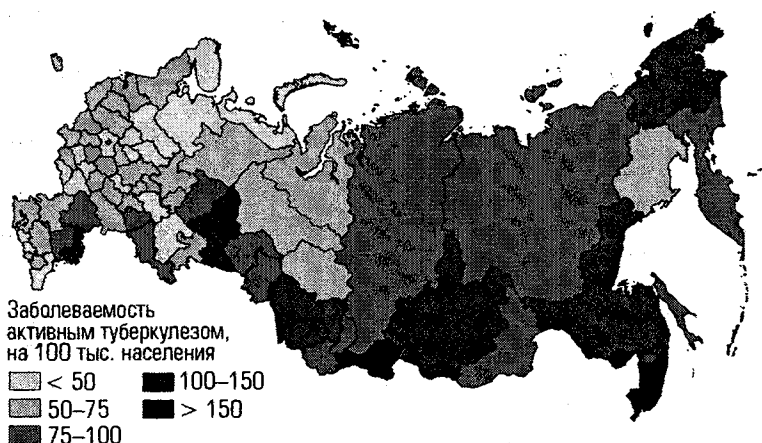 Заболеваемость
активным туберкулезом,
на 100 тыс. населения
< 50
100–150
50–75
> 150
75–100